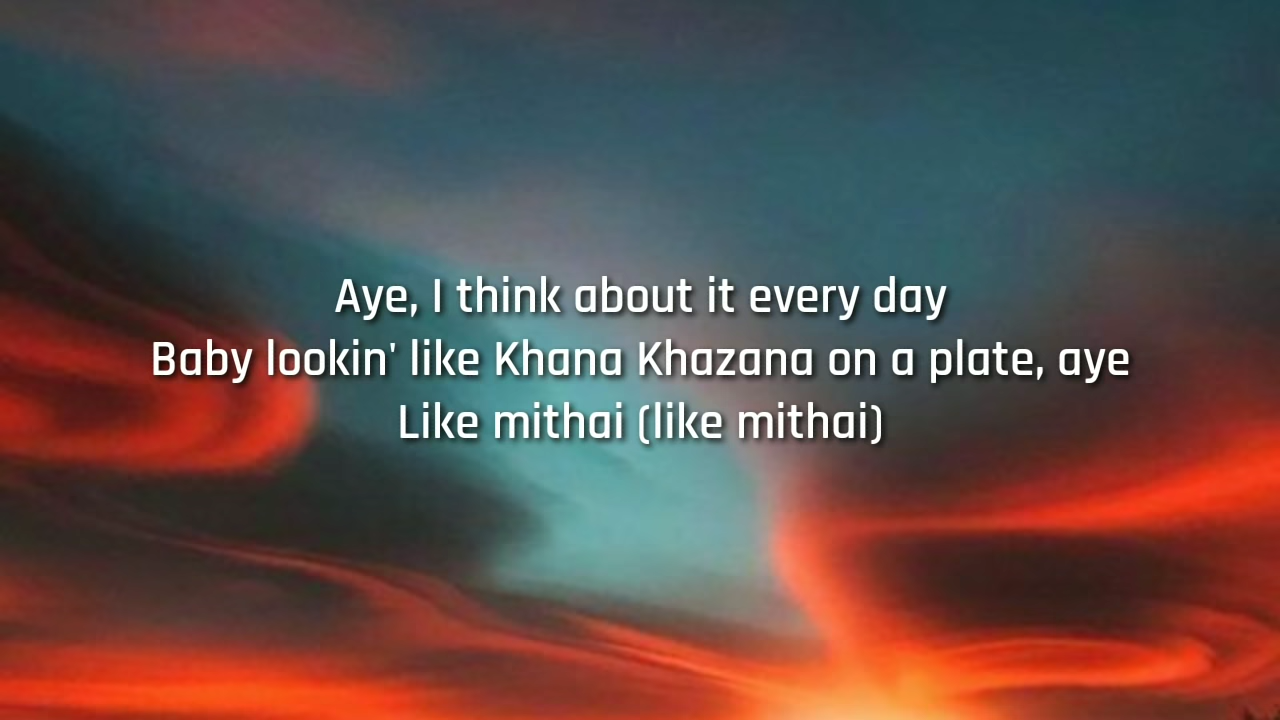 Aye, I think about it every day
Baby lookin' like Khana Khazana on a plate, aye
Like mithai (like mithai)